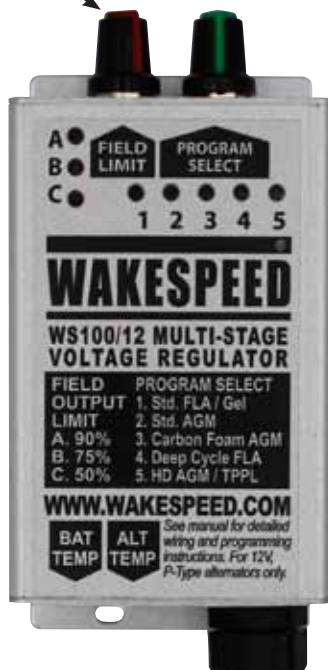 A
B
C
FIELD LIMIT
PROGRAM SELECT
1 2 3 4 5
WAKESPEED
WS100/12 MULTI-STAGE
VOLTAGE REGULATOR
FIELD OUTPUT LIMIT
A. 90%
B. 75%
C. 50%
PROGRAM SELECT
1. Std. FLA / Gel
2. Std. AGM
3. Carbon Foam AGM
4. Deep Cycle FLA
5. HD AGM / TPPL
WWW.WAKESPEED.COM
BAT TEMP
ALT TEMP
See manual for detailed
wiring and programming
instructions. For 12V,
P-Type alternators only.